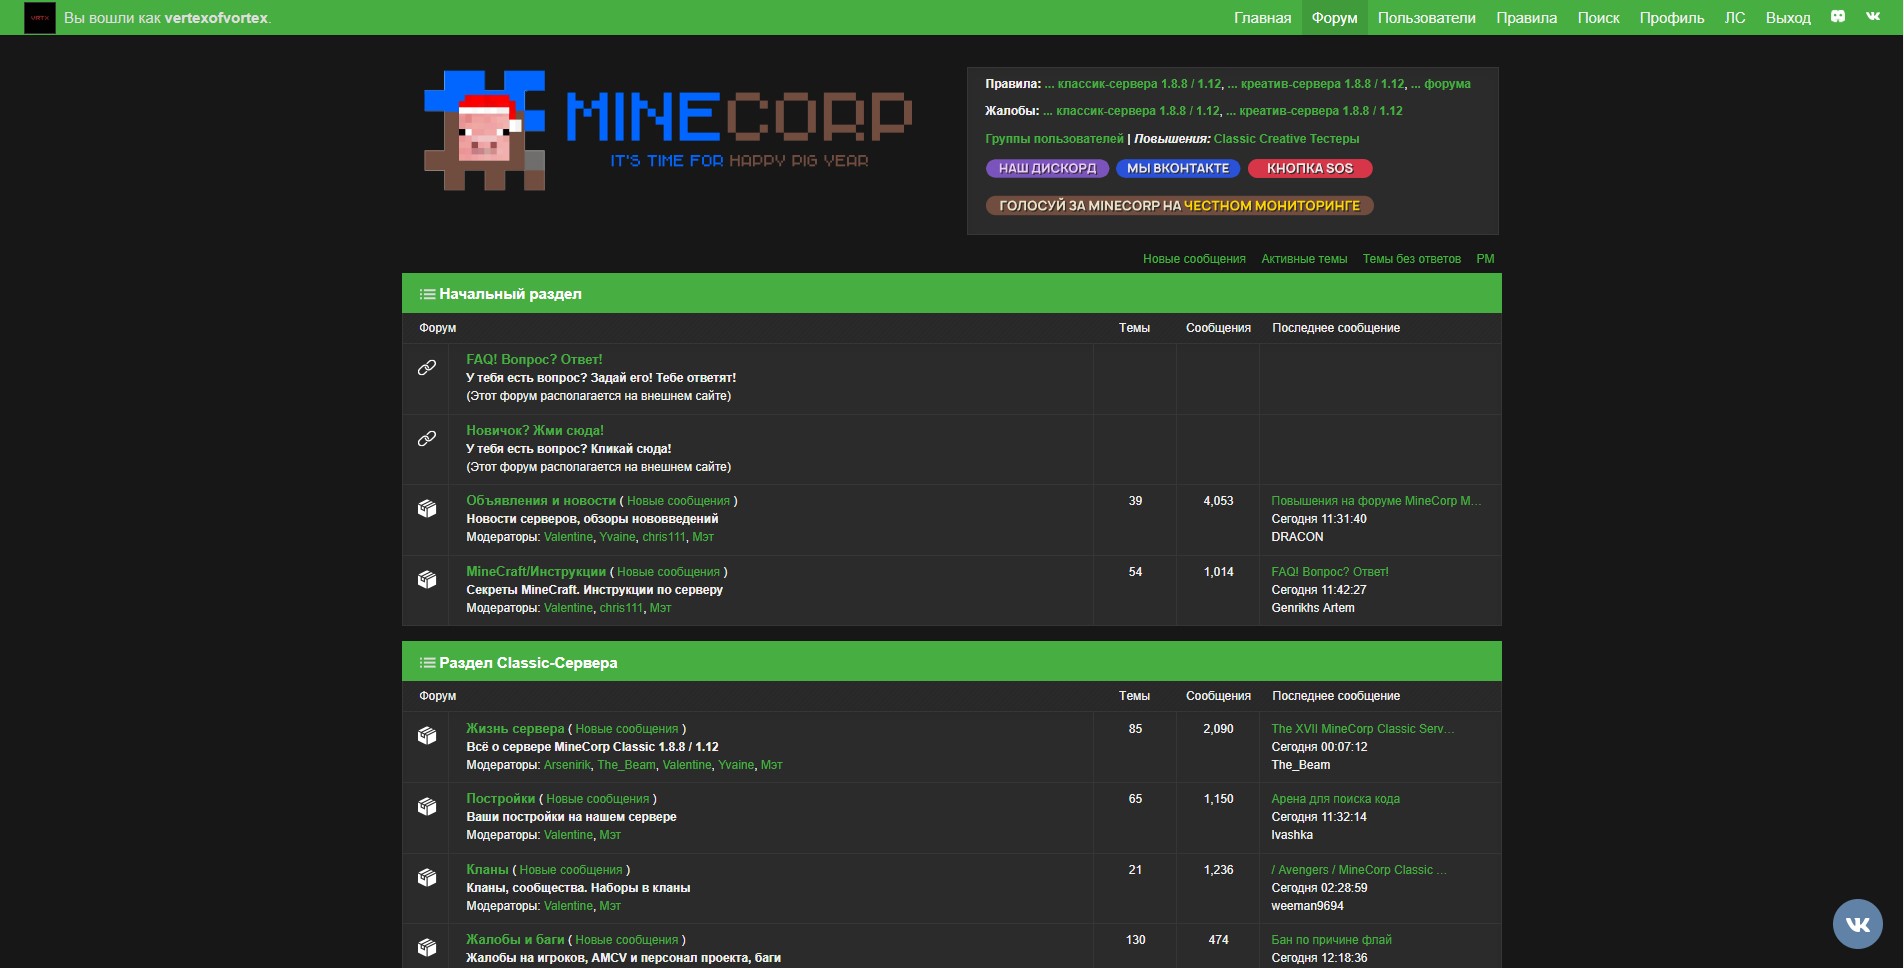 VRTX Вы вошли как vertexofvortex. Главная Форум Пользователи Правила Поиск Профиль ЛС Выход
MINECORP
IT'S TIME FOR HAPPY PIG YEAR
Правила: ... классик-сервера 1.8.8 / 1.12, ... креатив-сервера 1.8.8 / 1.12, ... форума
Жалобы: ... классик-сервера 1.8.8 / 1.12, ... креатив-сервера 1.8.8 / 1.12
Группы пользователей | Повышения: Classic Creative Тестеры
НАШ ДИСКОРД МЫ ВКОНТАКТЕ КНОПКА SOS
ГОЛОСУЙ ЗА MINECORP НА ЧЕСТНОМ МОНИТОРИНГЕ
Новые сообщения Активные темы Темы без ответов РМ
Начальный раздел
Форум Темы Сообщения Последнее сообщение
FAQ! Вопрос? Ответ!
У тебя есть вопрос? Задай его! Тебе ответят!
(Этот форум располагается на внешнем сайте)
Новичок? Жми сюда!
У тебя есть вопрос? Кликай сюда!
(Этот форум располагается на внешнем сайте)
Объявления и новости ( Новые сообщения ) 39 4,053 Повышения на форуме MineCorp M…
Новости серверов, обзоры нововведений Сегодня 11:31:40
Модераторы: Valentine, Yvaine, chris111, Мэт DRACON
MineCraft/Инструкции ( Новые сообщения ) 54 1,014 FAQ! Вопрос? Ответ!
Секреты MineCraft. Инструкции по серверу Сегодня 11:42:27
Модераторы: Valentine, chris111, Мэт Genrikhs Artem
Раздел Classic-Сервера
Форум Темы Сообщения Последнее сообщение
Жизнь сервера ( Новые сообщения ) 85 2,090 The XVII MineCorp Classic Serv…
Всё о сервере MineCorp Classic 1.8.8 / 1.12 Сегодня 00:07:12
Модераторы: Arsenirik, The_Beam, Valentine, Yvaine, Мэт The_Beam
Постройки ( Новые сообщения ) 65 1,150 Арена для поиска кода
Ваши постройки на нашем сервере Сегодня 11:32:14
Модераторы: Valentine, Мэт Ivashka
Кланы ( Новые сообщения ) 21 1,236 / Avengers / MineCorp Classic …
Кланы, сообщества. Наборы в кланы Сегодня 02:28:59
Модераторы: Valentine, Мэт weeman9694
Жалобы и баги ( Новые сообщения ) 130 474 Бан по причине флай
Жалобы на игроков, AMCV и персонал проекта, баги Сегодня 12:18:36